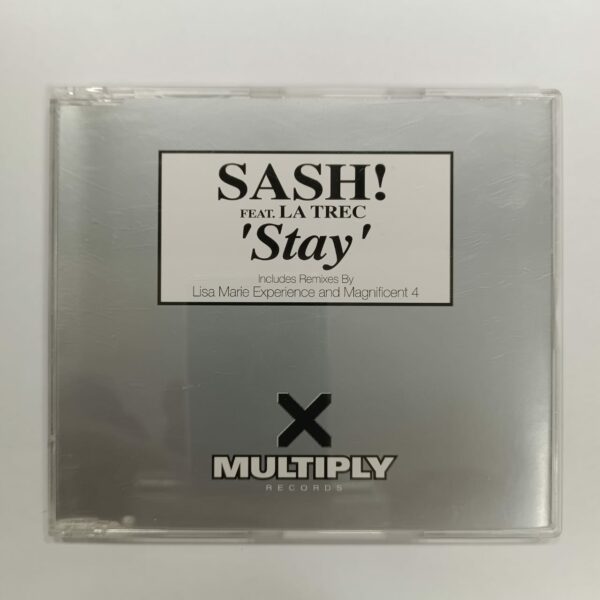 SASH!
FEAT. LA TREC
'Stay'
Includes Remixes By
Lisa Marie Experience and Magnificent 4
X
MULTIPLY
RECORDS